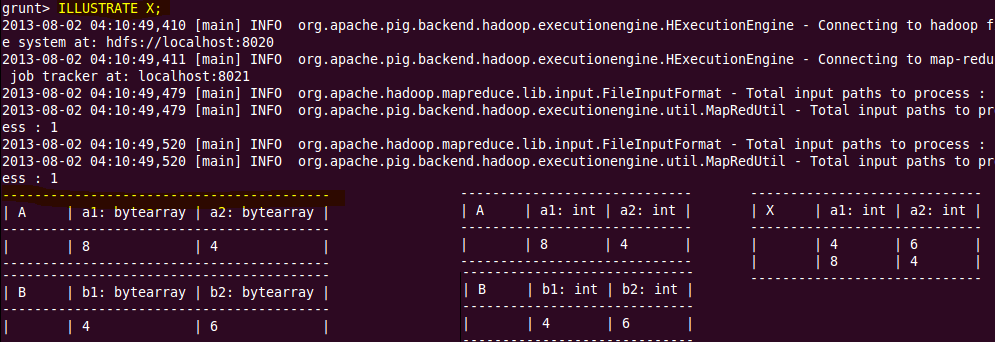 grunt> ILLUSTRATE X;
2013-08-02 04:10:49,410 [main] INFO  org.apache.pig.backend.hadoop.executionengine.HExecutionEngine - Connecting to hadoop f
e system at: hdfs://localhost:8020
2013-08-02 04:10:49,411 [main] INFO  org.apache.pig.backend.hadoop.executionengine.HExecutionEngine - Connecting to map-redu
 job tracker at: localhost:8021
2013-08-02 04:10:49,479 [main] INFO  org.apache.hadoop.mapreduce.lib.input.FileInputFormat - Total input paths to process :
2013-08-02 04:10:49,479 [main] INFO  org.apache.pig.backend.hadoop.executionengine.util.MapRedUtil - Total input paths to pr
ess : 1
2013-08-02 04:10:49,520 [main] INFO  org.apache.hadoop.mapreduce.lib.input.FileInputFormat - Total input paths to process :
2013-08-02 04:10:49,520 [main] INFO  org.apache.pig.backend.hadoop.executionengine.util.MapRedUtil - Total input paths to pr
ess : 1
| A | a1: bytearray | a2: bytearray |
| | 8 | 4 |
| B | b1: bytearray | b2: bytearray |
| | 4 | 6 |
| A | a1: int | a2: int |
| | 8 | 4 |
| B | b1: int | b2: int |
| | 4 | 6 |
| X | a1: int | a2: int |
| | 4 | 6 |
| | 8 | 4 |